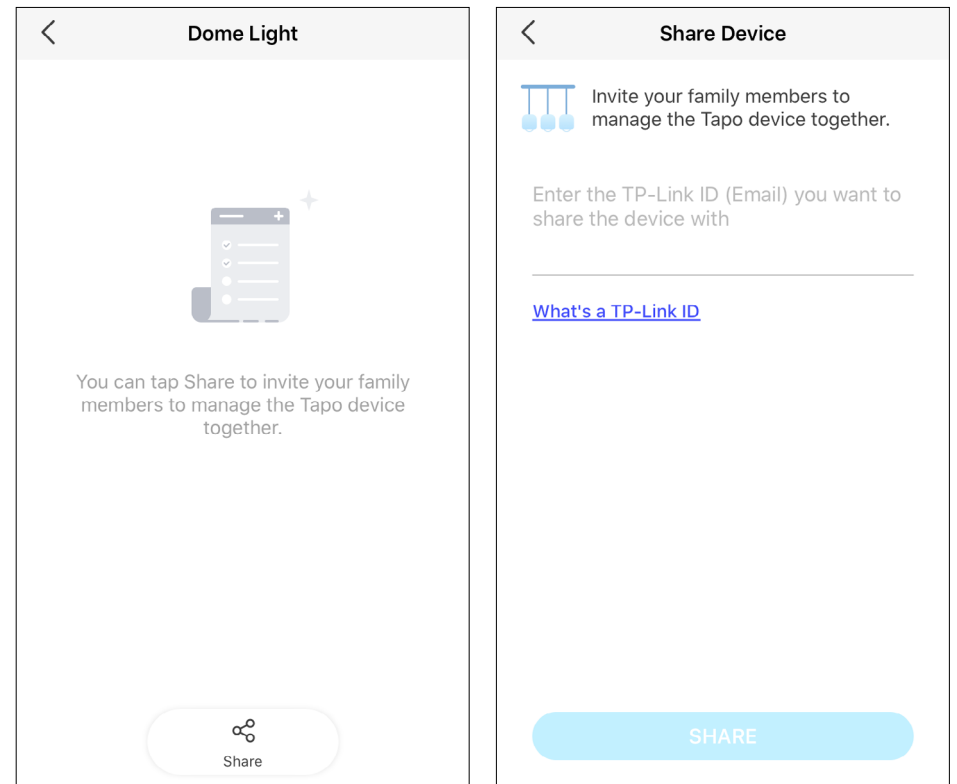 Dome Light
You can tap Share to invite your family
members to manage the Tapo device
together.
Share
Share Device
Invite your family members to
manage the Tapo device together.
Enter the TP-Link ID (Email) you want to
share the device with
What's a TP-Link ID
SHARE